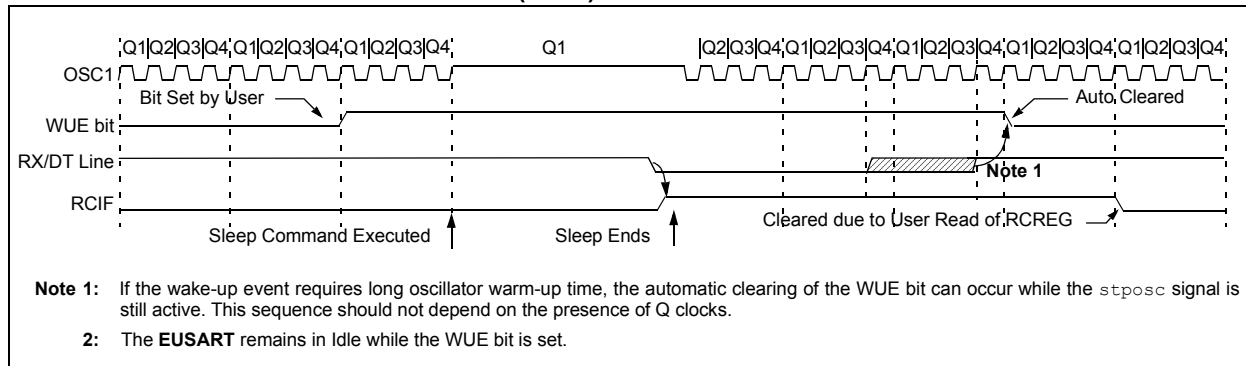 Q1 Q2 Q3 Q4 Q1 Q2 Q3 Q4 Q1 Q2 Q3 Q4 Q1 Q2 Q3 Q4 Q1 Q2 Q3 Q4 Q1 Q2 Q3 Q4 Q1 Q2 Q3 Q4 Q1 Q2 Q3 Q4
OSC1
Bit Set by User
Auto Cleared
WUE bit
RX/DT Line
Note 1
RCIF
Cleared due to User Read of RCREG
Sleep Command Executed
Sleep Ends
Note 1: If the wake-up event requires long oscillator warm-up time, the automatic clearing of the WUE bit can occur while the stposc signal is
still active. This sequence should not depend on the presence of Q clocks.
2: The EUSART remains in Idle while the WUE bit is set.